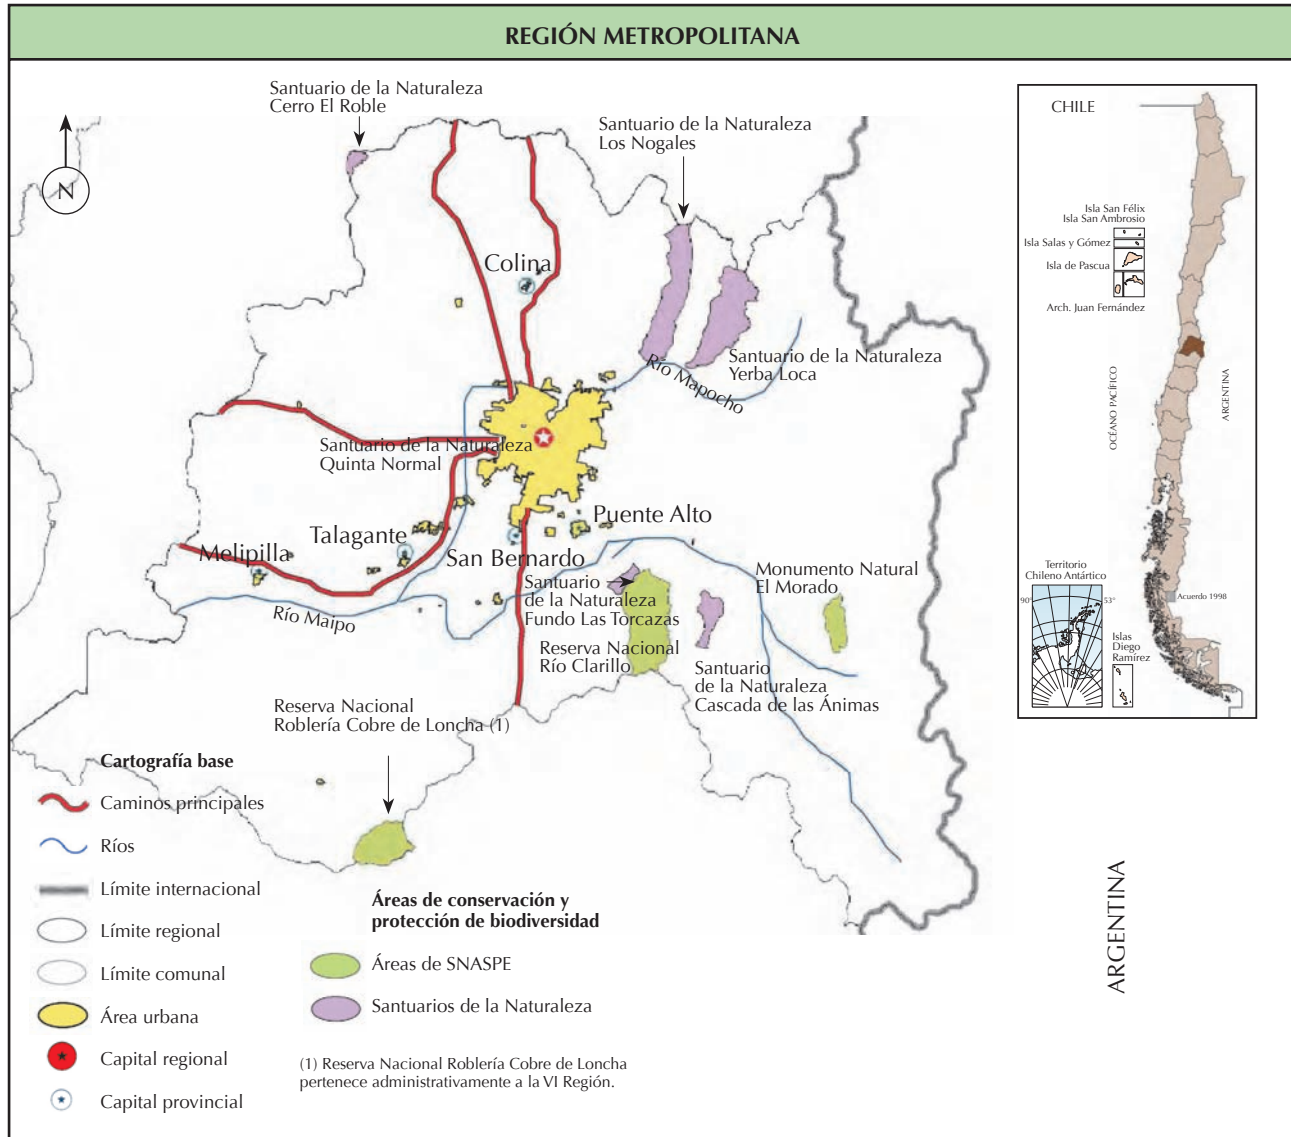 REGIÓN METROPOLITANA
Santuario de la Naturaleza
Cerro El Roble
Santuario de la Naturaleza
Los Nogales
N
Colina
Santuario de la Naturaleza
Yerba Loca
Río Mapocho
Santuario de la Naturaleza
Quinta Normal
Puente Alto
Talagante
San Bernardo
Melipilla
Río Maipo
Santuario
de la Naturaleza
Fundo Las Torcazas
Monumento Natural
El Morado
Reserva Nacional
Río Clarillo
Santuario
de la Naturaleza
Cascada de las Ánimas
Reserva Nacional
Roblería Cobre de Loncha (1)
Cartografía base
Caminos principales
Ríos
Límite internacional
Límite regional
Límite comunal
Área urbana
Capital regional
Capital provincial
Áreas de conservación y
protección de biodiversidad
Áreas de SNASPE
Santuarios de la Naturaleza
(1) Reserva Nacional Roblería Cobre de Loncha
pertenece administrativamente a la VI Región.
CHILE
Isla San Félix
Isla San Ambrosio
Isla Salas y Gómez
Isla de Pascua
Arch. Juan Fernández
OCÉANO PACÍFICO
ARGENTINA
Territorio
Chileno Antártico
90°
53°
Acuerdo 1998
Islas
Diego
Ramírez
ARGENTINA